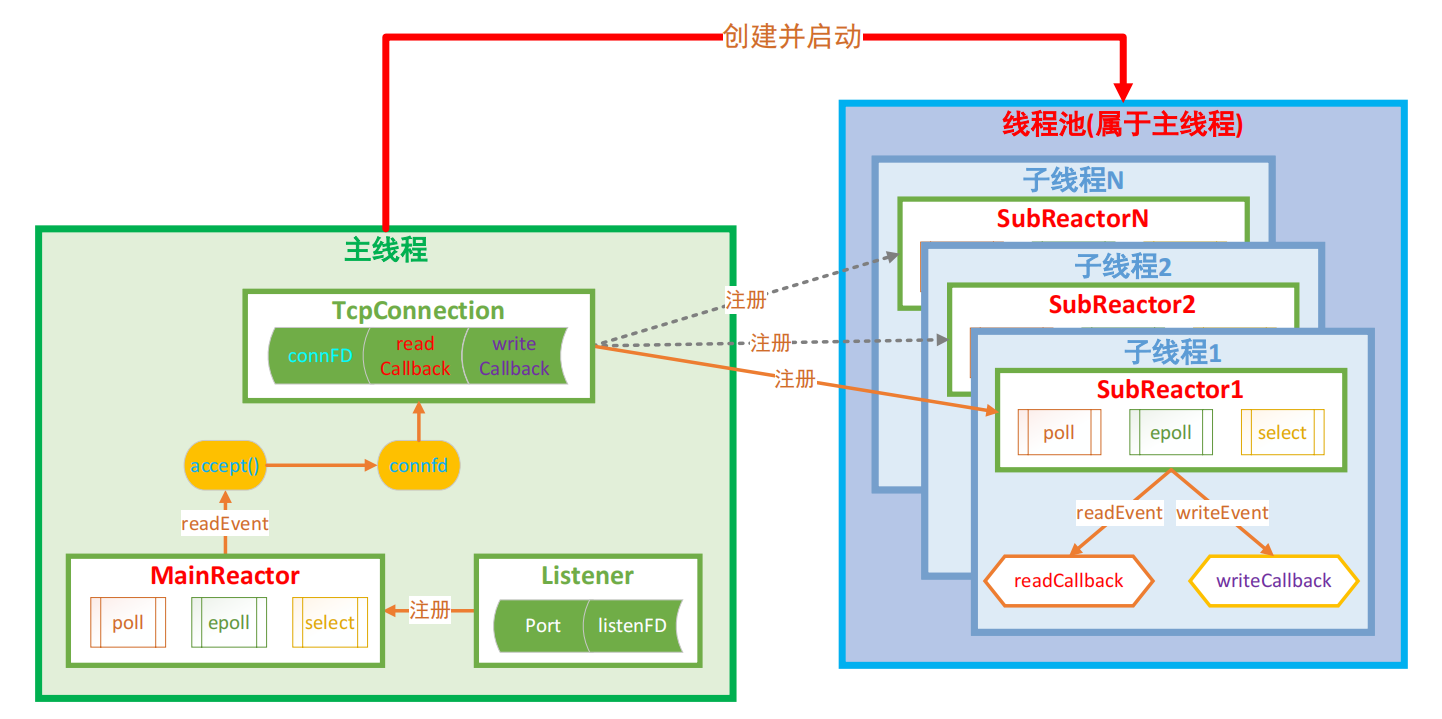 创建并启动
线程池(属于主线程)
子线程N
SubReactorN
子线程2
SubReactor2
子线程1
SubReactor1
poll
epoll
select
readEvent
writeEvent
readCallback
writeCallback
主线程
TcpConnection
connFD
read
Callback
write
Callback
注册
注册
注册
accept()
connfd
readEvent
MainReactor
poll
epoll
select
注册
Listener
Port
listenFD